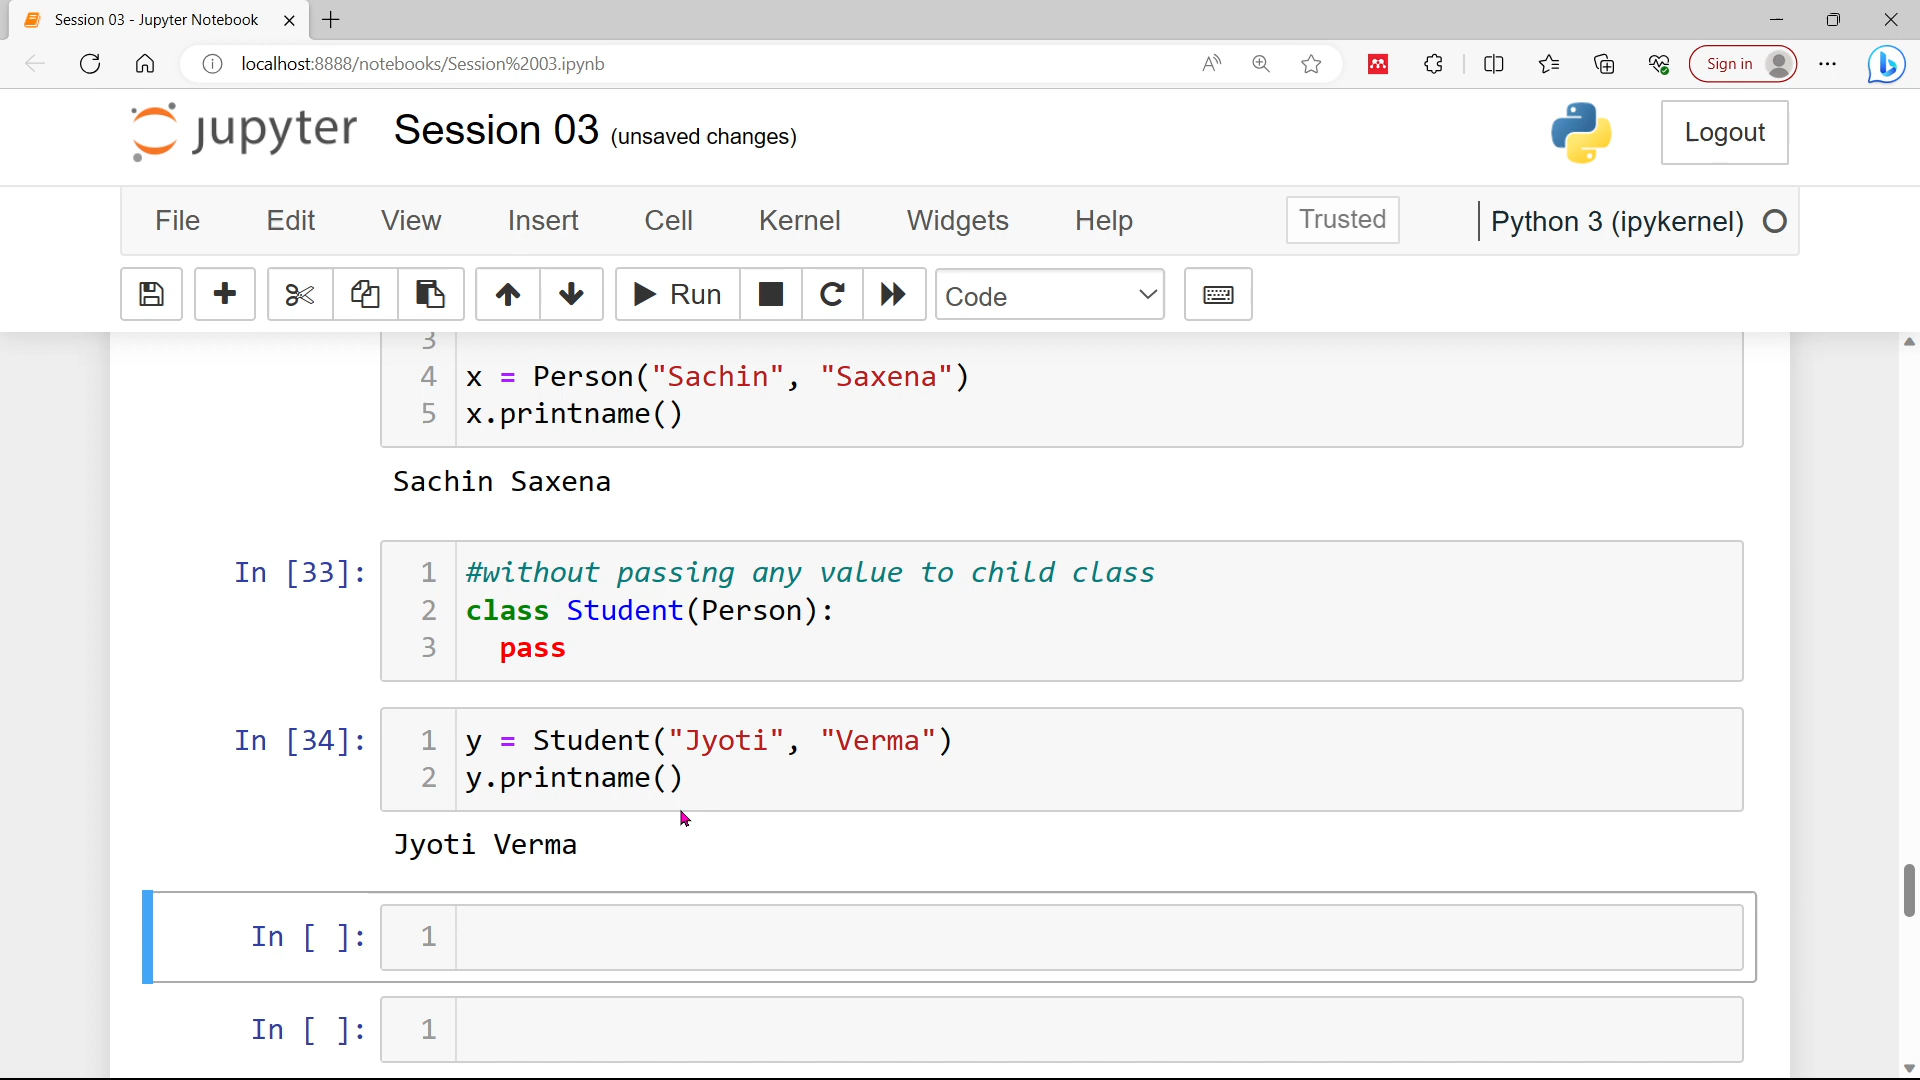 Session 03 - Jupyter Notebook
localhost:8888/notebooks/Session%2003.ipynb
Sign in
jupyter Session 03 (unsaved changes)
Logout
File Edit View Insert Cell Kernel Widgets Help Trusted Python 3 (ipykernel)
Run Code
3
4 x = Person("Sachin", "Saxena")
5 x.printname()
Sachin Saxena
In [33]: 1 #without passing any value to child class
2 class Student(Person):
3 pass
In [34]: 1 y = Student("Jyoti", "Verma")
2 y.printname()
Jyoti Verma
In [ ]: 1
In [ ]: 1